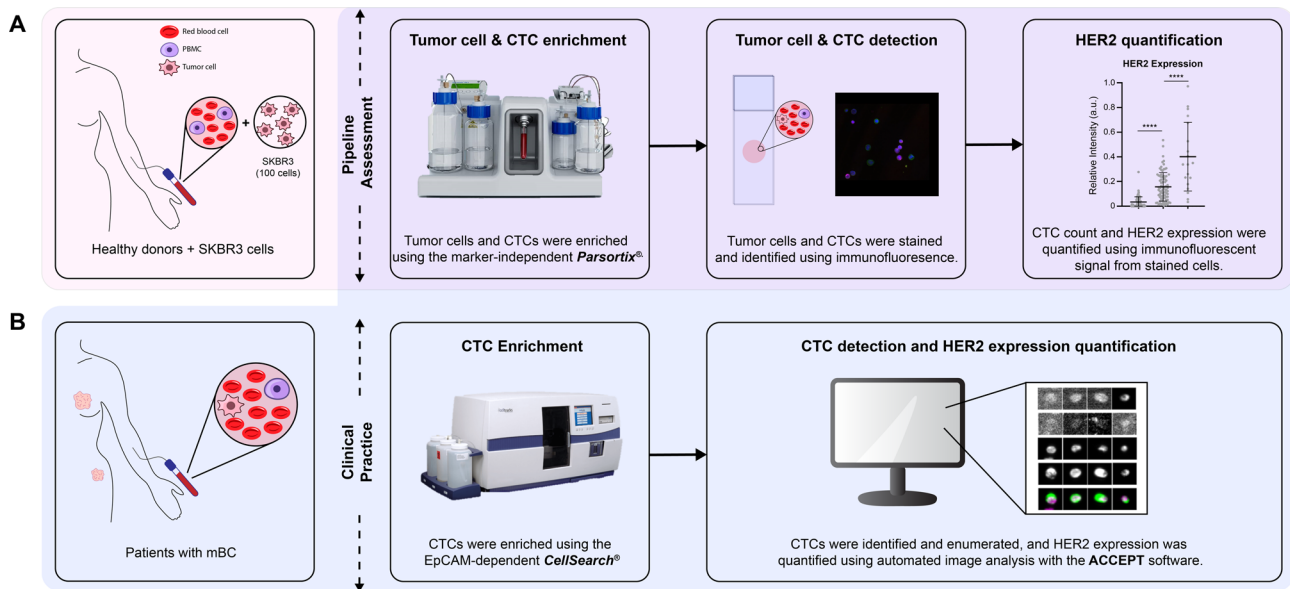 A
Red blood cell
PBMC
Tumor cell
+
SKBR3
(100 cells)
Healthy donors + SKBR3 cells
Pipeline
Assessment
Tumor cell & CTC enrichment
Tumor cells and CTCs were enriched
using the marker-independent Parsortix®.
Tumor cell & CTC detection
Tumor cells and CTCs were stained
and identified using immunofluoresence.
HER2 quantification
HER2 Expression
Relative Intensity (a.u.)
1.0
0.8
0.6
0.4
0.2
0
****
****
CTC count and HER2 expression were
quantified using immunofluorescent
signal from stained cells.
B
Patients with mBC
Clinical
Practice
CTC Enrichment
CTCs were enriched using the
EpCAM-dependent CellSearch®
CTC detection and HER2 expression quantification
CTCs were identified and enumerated, and HER2 expression was
quantified using automated image analysis with the ACCEPT software.